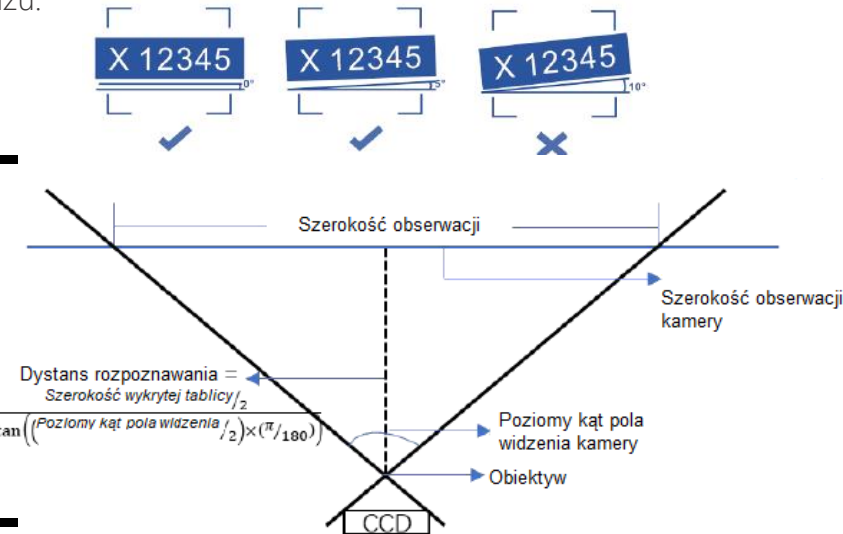 X 12345
0°
X 12345
5°
X 12345
10°
Szerokość obserwacji
Szerokość obserwacji
kamery
Dystans rozpoznawania =
Szerokość wykrytej tablicy/2
tan((Poziomy kąt pola widzenia/2)×(π/180))
Poziomy kąt pola
widzenia kamery
Obiektyw
CCD